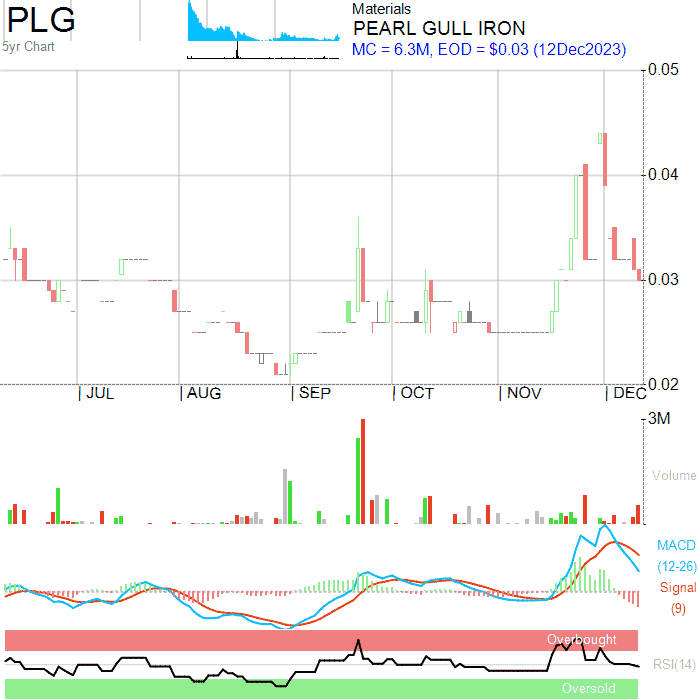 PLG
5yr Chart
Materials
PEARL GULL IRON
MC = 6.3M, EOD = $0.03 (12Dec2023)
0.05
0.04
0.03
0.02
JUL AUG SEP OCT NOV DEC
3M
Volume
MACD
(12-26)
Signal
(9)
Overbought
RSI(14)
Oversold